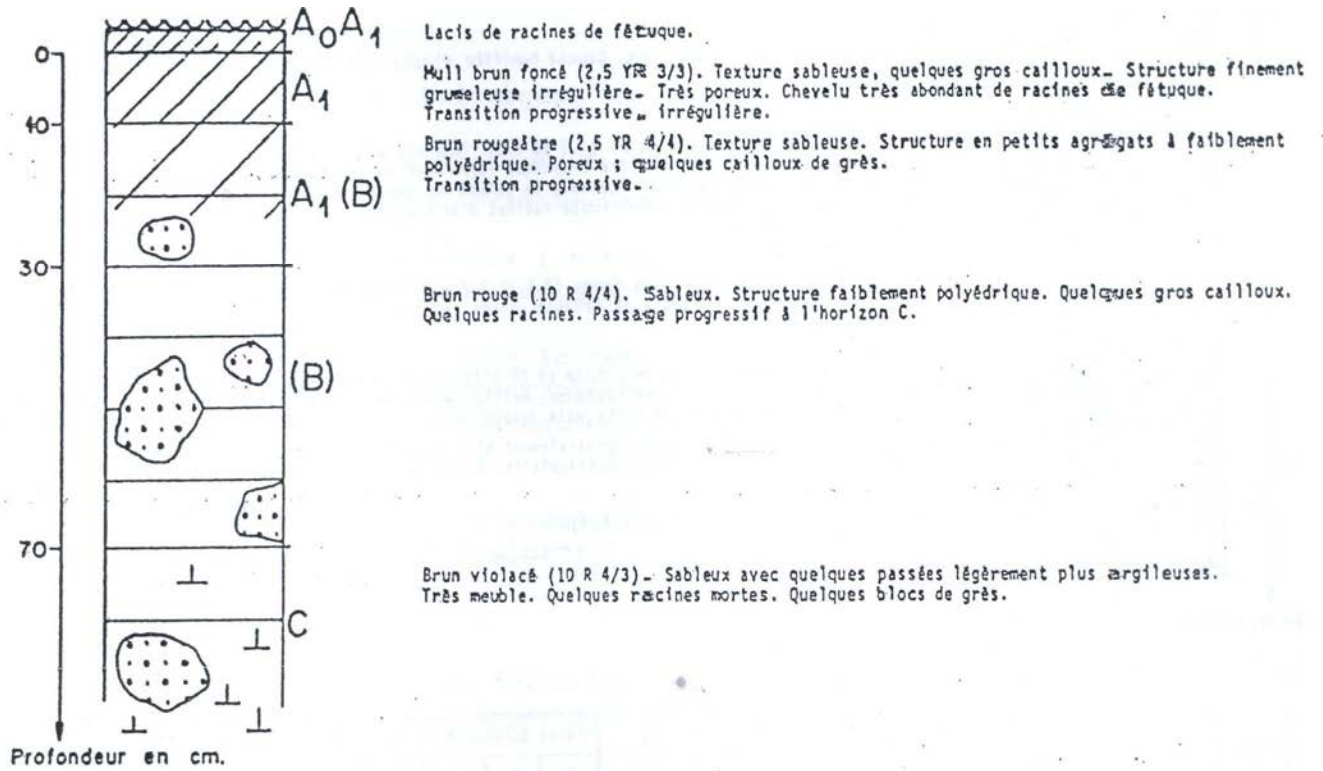 A₀A₁
Lacis de racines de fétuque.
0
Mull brun foncé (2,5 YR 3/3). Texture sableuse, quelques gros cailloux. Structure finement
grumeleuse irrégulière. Très poreux. Chevelu très abondant de racines de fétuque.
Transition progressive, irrégulière.
A₁
10
Brun rougeâtre (2,5 YR 4/4). Texture sableuse. Structure en petits agrégats à faiblement
polyédrique. Poreux ; quelques cailloux de grès.
Transition progressive.
A₁ (B)
30
Brun rouge (10 R 4/4). Sableux. Structure faiblement polyédrique. Quelques gros cailloux.
Quelques racines. Passage progressif à l'horizon C.
(B)
70
Brun violacé (10 R 4/3). Sableux avec quelques passées légèrement plus argileuses.
Très meuble. Quelques racines mortes. Quelques blocs de grès.
C
Profondeur en cm.